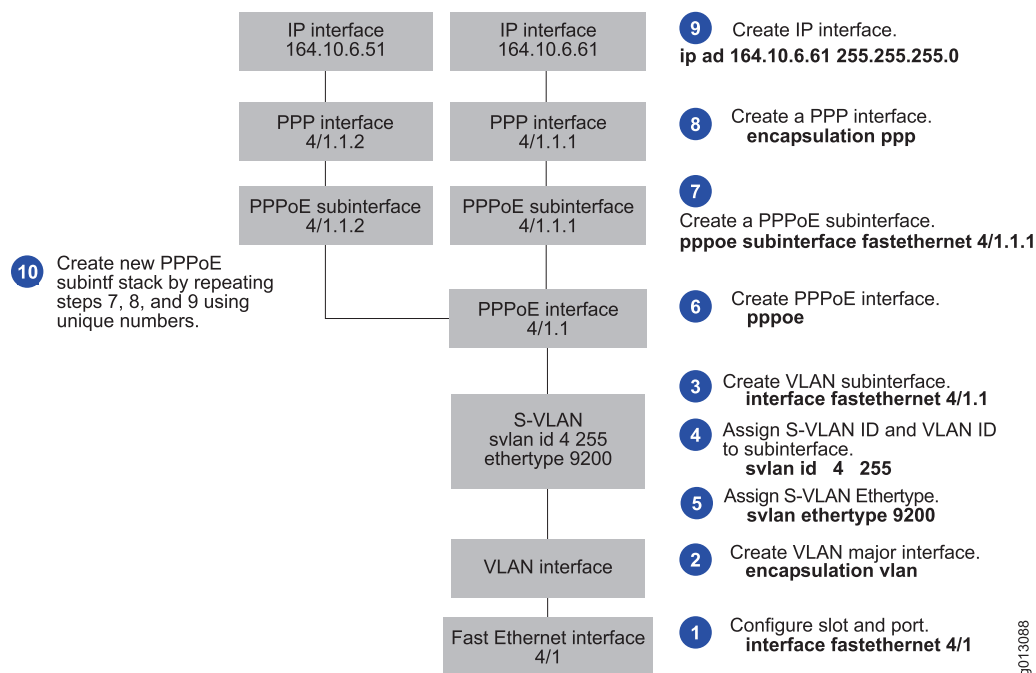 IP interface
164.10.6.51
IP interface
164.10.6.61
9 Create IP interface.
ip ad 164.10.6.61 255.255.255.0
PPP interface
4/1.1.2
PPP interface
4/1.1.1
8 Create a PPP interface.
encapsulation ppp
PPPoE subinterface
4/1.1.2
PPPoE subinterface
4/1.1.1
7
Create a PPPoE subinterface.
pppoe subinterface fastethernet 4/1.1.1
10 Create new PPPoE
subintf stack by repeating
steps 7, 8, and 9 using
unique numbers.
PPPoE interface
4/1.1
6 Create PPPoE interface.
pppoe
S-VLAN
svlan id 4 255
ethertype 9200
3 Create VLAN subinterface.
interface fastethernet 4/1.1
4 Assign S-VLAN ID and VLAN ID
to subinterface.
svlan id 4 255
5 Assign S-VLAN Ethertype.
svlan ethertype 9200
VLAN interface
2 Create VLAN major interface.
encapsulation vlan
Fast Ethernet interface
4/1
1 Configure slot and port.
interface fastethernet 4/1
g013088